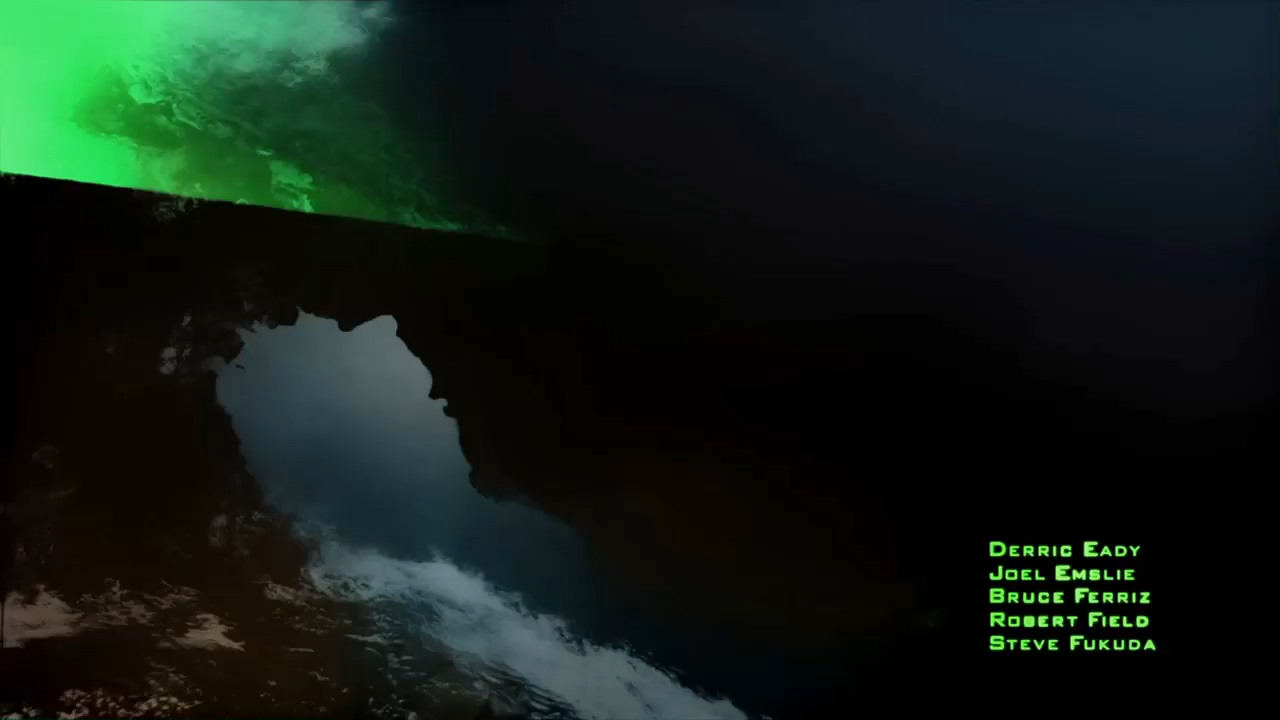 Derric Eady
Joel Emslie
Bruce Ferriz
Robert Field
Steve Fukuda